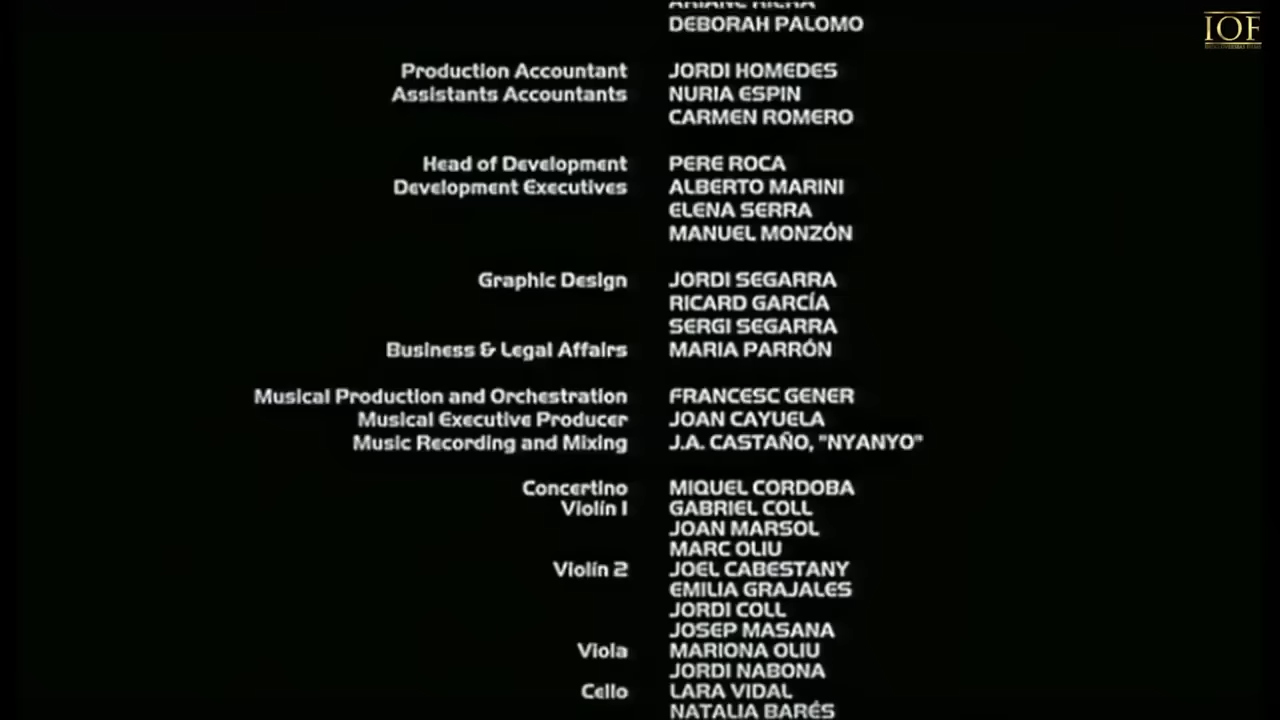 DEBORAH PALOMO
IOF
Production Accountant JORDI HOMEDES
Assistants Accountants NURIA ESPIN
CARMEN ROMERO
Head of Development PERE ROCA
Development Executives ALBERTO MARINI
ELENA SERRA
MANUEL MONZÓN
Graphic Design JORDI SEGARRA
RICARD GARCÍA
SERGI SEGARRA
Business & Legal Affairs MARIA PARRÓN
Musical Production and Orchestration FRANCESC GENER
Musical Executive Producer JOAN CAYUELA
Music Recording and Mixing J.A. CASTAÑO, "NYANYO"
Concertino MIQUEL CORDOBA
Violín 1 GABRIEL COLL
JOAN MARSOL
MARC OLIU
Violín 2 JOEL CABESTANY
EMILIA GRAJALES
JORDI COLL
JOSEP MASANA
Viola MARIONA OLIU
JORDI NABONA
Cello LARA VIDAL
NATALIA BARÉS